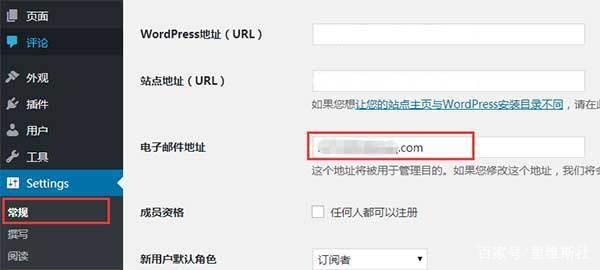 页面
评论
外观
插件
用户
工具
Settings
常规
撰写
阅读
WordPress地址（URL）
站点地址（URL）
如果您想让您的站点主页与WordPress安装目录不同，请在此
电子邮件地址
.com
这个地址将被用于管理目的。如果您修改这个地址，我们将会
成员资格
任何人都可以注册
新用户默认角色
订阅者
百家号/里维斯社